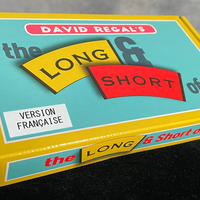 DAVID REGAL'S
the LONG &
SHORT of
VERSION
FRANÇAISE
the LONG & Short of